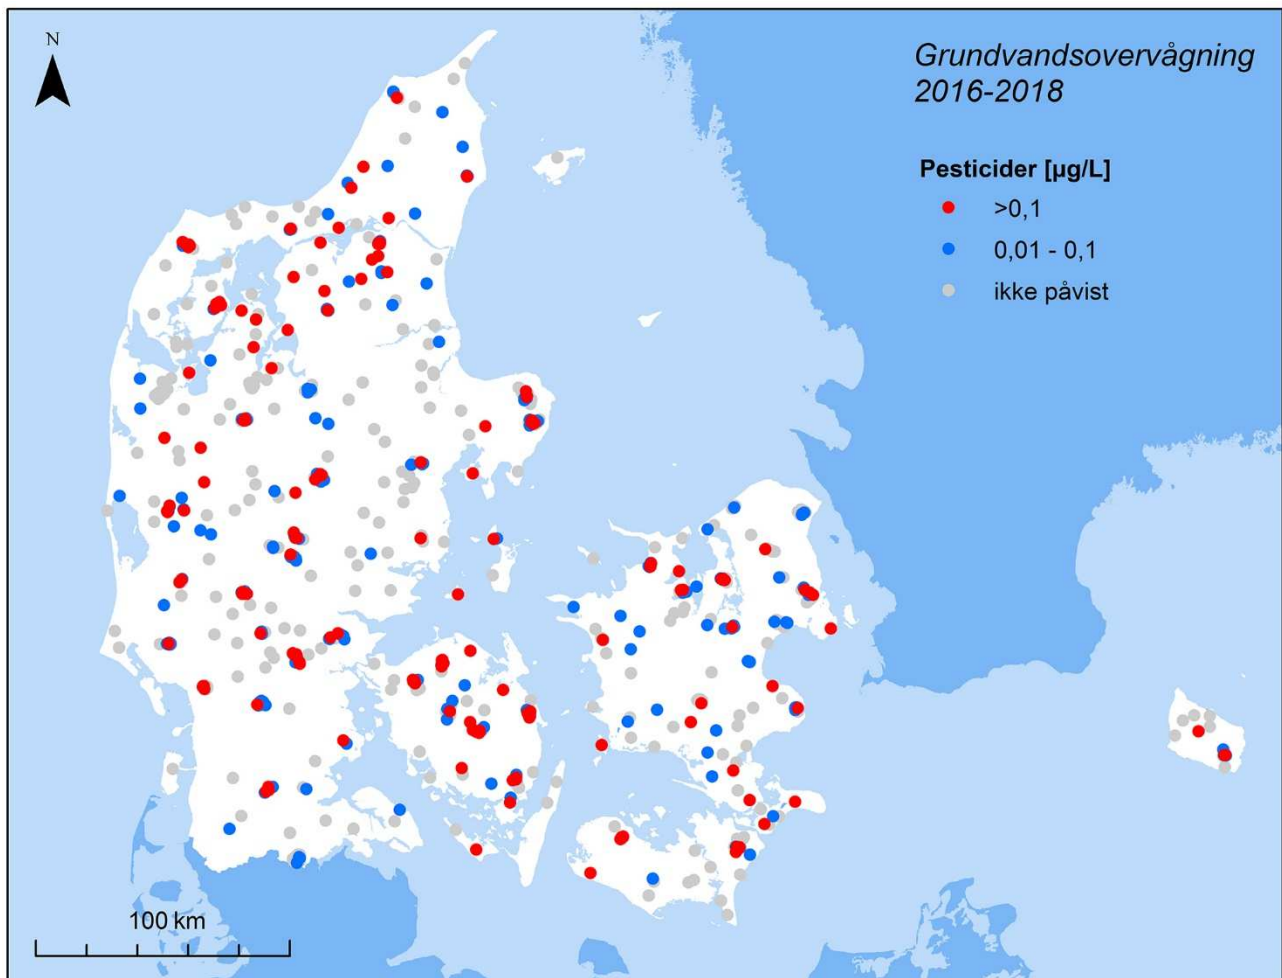 N
Grundvandsovervågning
2016-2018
Pesticider [µg/L]
>0,1
0,01 - 0,1
ikke påvist
100 km